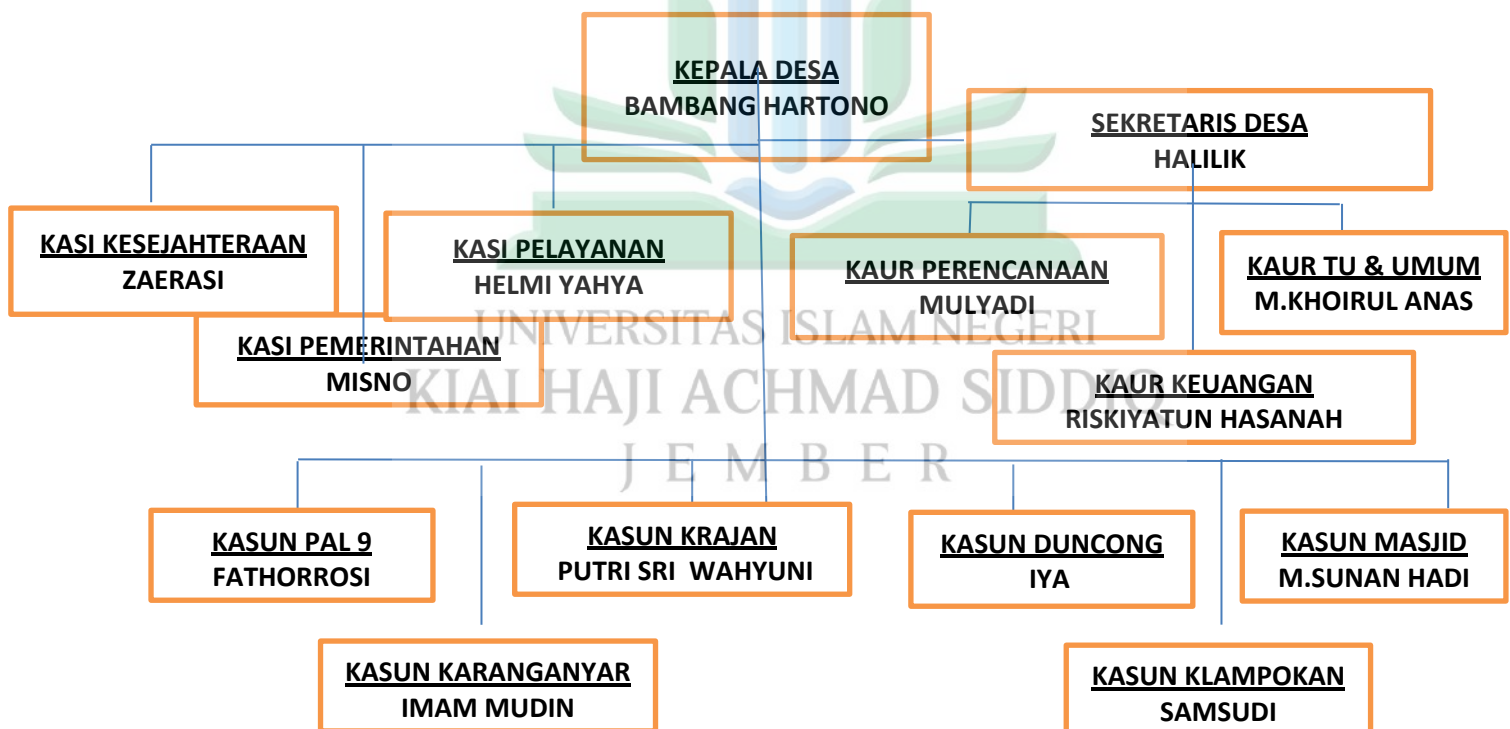 KEPALA DESA
BAMBANG HARTONO
SEKRETARIS DESA
HALILIK
KASI KESEJAHTERAAN
ZAERASI
KASI PELAYANAN
HELMI YAHYA
KAUR PERENCANAAN
MULYADI
KAUR TU & UMUM
M.KHOIRUL ANAS
KASI PEMERINTAHAN
MISNO
KAUR KEUANGAN
RISKIYATUN HASANAH
UNIVERSITAS ISLAM NEGERI
KIAI HAJI ACHMAD SIDDIQ
JEMBER
KASUN PAL 9
FATHORROSI
KASUN KRAJAN
PUTRI SRI WAHYUNI
KASUN DUNCONG
IYA
KASUN MASJID
M.SUNAN HADI
KASUN KARANGANYAR
IMAM MUDIN
KASUN KLAMPOKAN
SAMSUDI